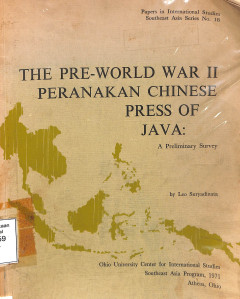 Papers in International Studies
Southeast Asia Series No. 18
THE PRE-WORLD WAR II
PERANAKAN CHINESE
PRESS OF
JAVA:
A Preliminary Survey
by Leo Suryadinata
Ohio University Center for International Studies
Southeast Asia Program, 1971
Athens, Ohio